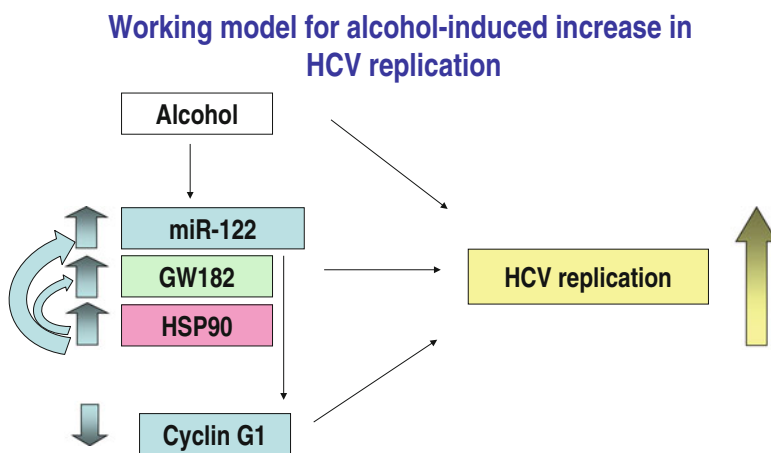 Working model for alcohol-induced increase in
HCV replication
Alcohol
miR-122
GW182
HSP90
HCV replication
Cyclin G1